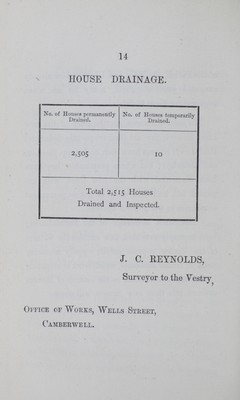 14
HOUSE DRAINAGE.
No. of Houses permanently Drained.
No. of Houses temporarily Drained.
2,505
10
Total 2,515 Houses
Drained and Inspected.
J. C. REYNOLDS,
Surveyor to the Vestry,
OFFICE OF WORKS, WELLS STREET,
CAMBERWELL.